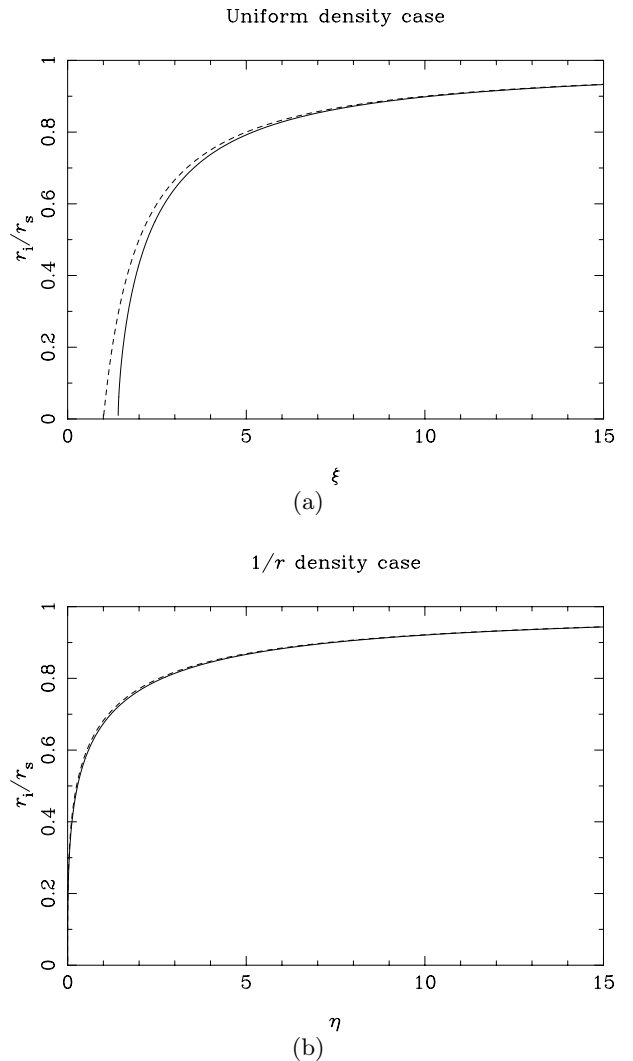 Uniform density case
1
0.8
0.6
0.4
0.2
0
r_i/r_s
0 5 10 15
ξ
(a)
1/r density case
1
0.8
0.6
0.4
0.2
0
r_i/r_s
0 5 10 15
η
(b)